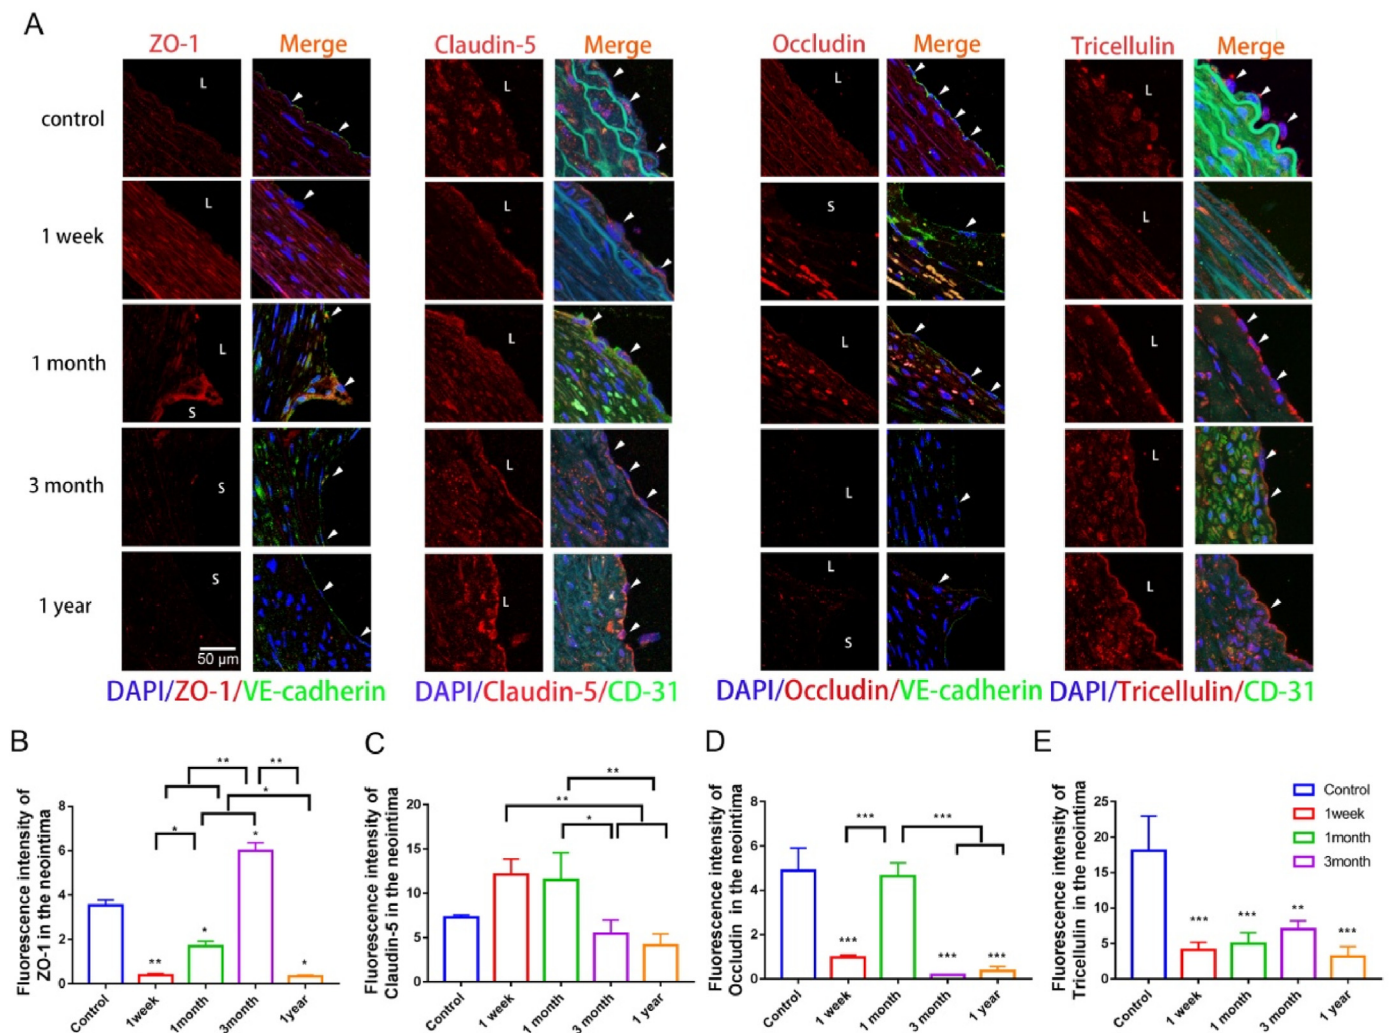 A
ZO-1 Merge Claudin-5 Merge Occludin Merge Tricellulin Merge
control
L L L L
1 week
L L S L
1 month
L L L L
S
3 month
S L L L
1 year
S L L L
S
50 μm
DAPI/ZO-1/VE-cadherin DAPI/Claudin-5/CD-31 DAPI/Occludin/VE-cadherin DAPI/Tricellulin/CD-31
B
Fluorescence intensity of
ZO-1 in the neointima
8
6
4
2
0
** **
*
* *
*
** *
Control 1week 1month 3month 1year
C
Fluorescence intensity of
Claudin-5 in the neointima
20
15
10
5
0
**
**
*
Control 1 week 1 month 3 month 1 year
D
Fluorescence intensity of
Occludin in the neointima
8
6
4
2
0
*** ***
*** *** ***
Control 1 week 1 month 3 month 1 year
E
Fluorescence intensity of
Tricellulin in the neointima
25
20
15
10
5
0
Control
1week
1month
3month
*** *** ** ***
Control 1 week 1 month 3 month 1 year